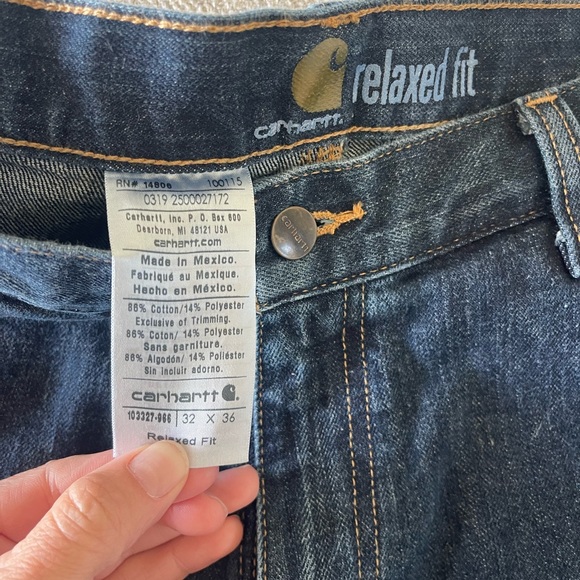 carhartt
relaxed fit
RN# 14806 100115
0319 2500027172
Carhartt, Inc. P. O. Box 600
Dearborn, MI 48121 USA
carhartt.com
Made in Mexico.
Fabriqué au Mexique.
Hecho en México.
86% Cotton/ 14% Polyester
Exclusive of Trimming.
86% Coton/ 14% Polyester
Sans garniture.
86% Algodón/ 14% Poliéster
Sin incluir adorno.
carhartt
103327-966 32 X 36
Relaxed Fit
carhartt